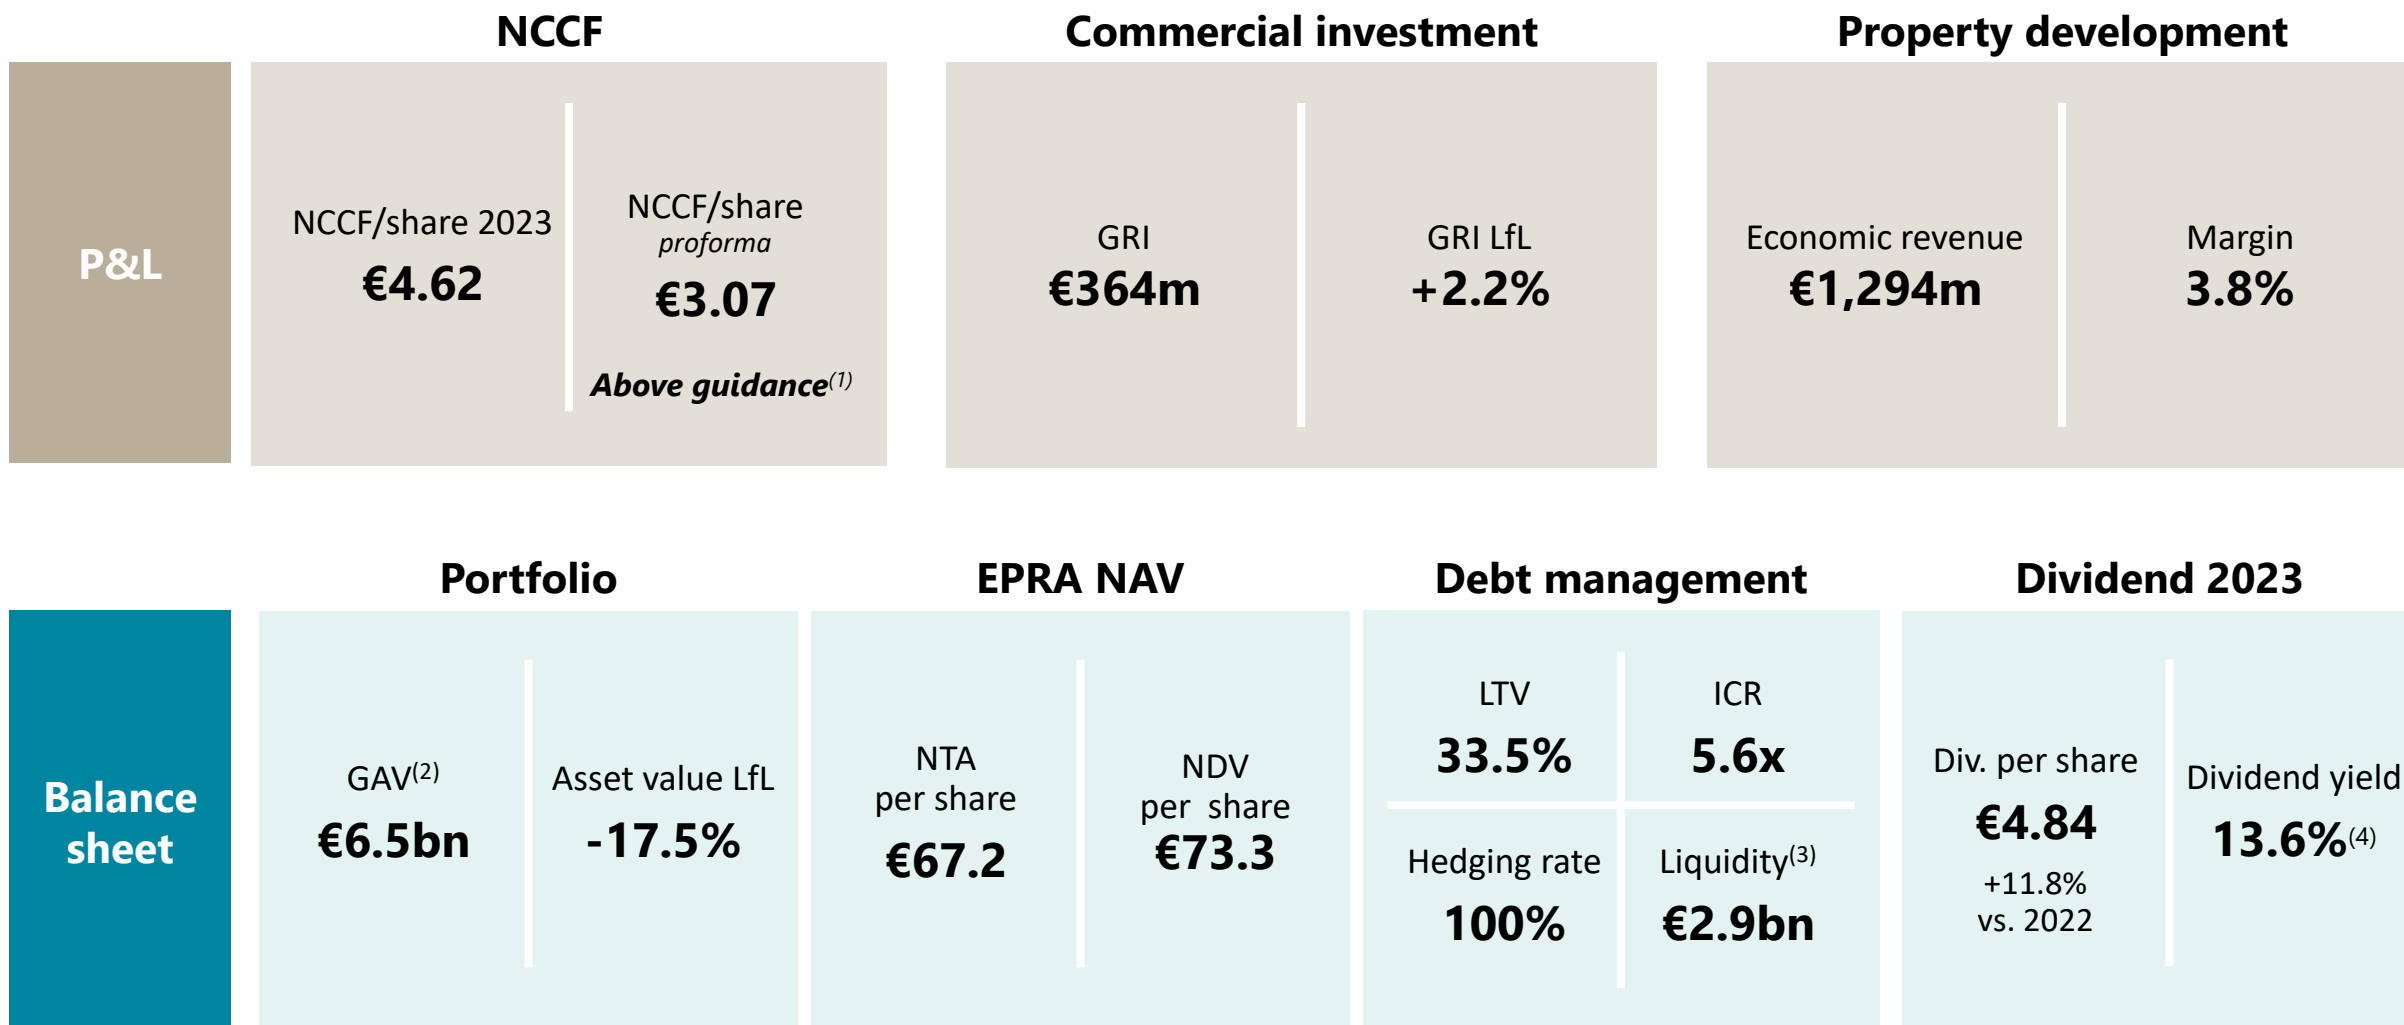 NCCF
Commercial investment
Property development
P&L
NCCF/share 2023
€4.62
NCCF/share
proforma
€3.07
Above guidance(1)
GRI
€364m
GRI LfL
+2.2%
Economic revenue
€1,294m
Margin
3.8%
Portfolio
EPRA NAV
Debt management
Dividend 2023
Balance
sheet
GAV(2)
€6.5bn
Asset value LfL
-17.5%
NTA
per share
€67.2
NDV
per share
€73.3
LTV
33.5%
ICR
5.6x
Hedging rate
100%
Liquidity(3)
€2.9bn
Div. per share
€4.84
+11.8%
vs. 2022
Dividend yield
13.6%(4)